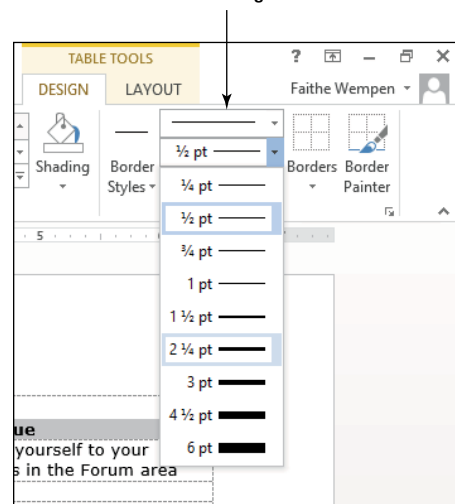 TABLE TOOLS ?
DESIGN LAYOUT Faithe Wempen
½ pt
Shading Border Styles Borders Border Painter
¼ pt
½ pt
5
¾ pt
1 pt
1 ½ pt
2 ¼ pt
3 pt
4 ½ pt
ue
6 pt
yourself to your
s in the Forum area